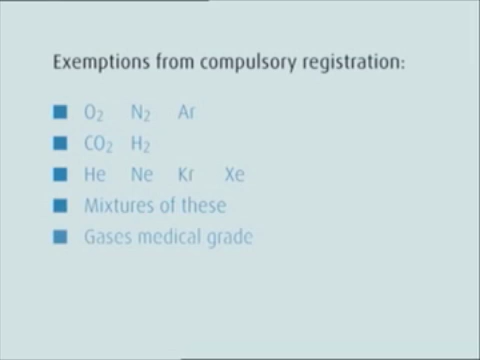 Exemptions from compulsory registration:
O₂ N₂ Ar
CO₂ H₂
He Ne Kr Xe
Mixtures of these
Gases medical grade